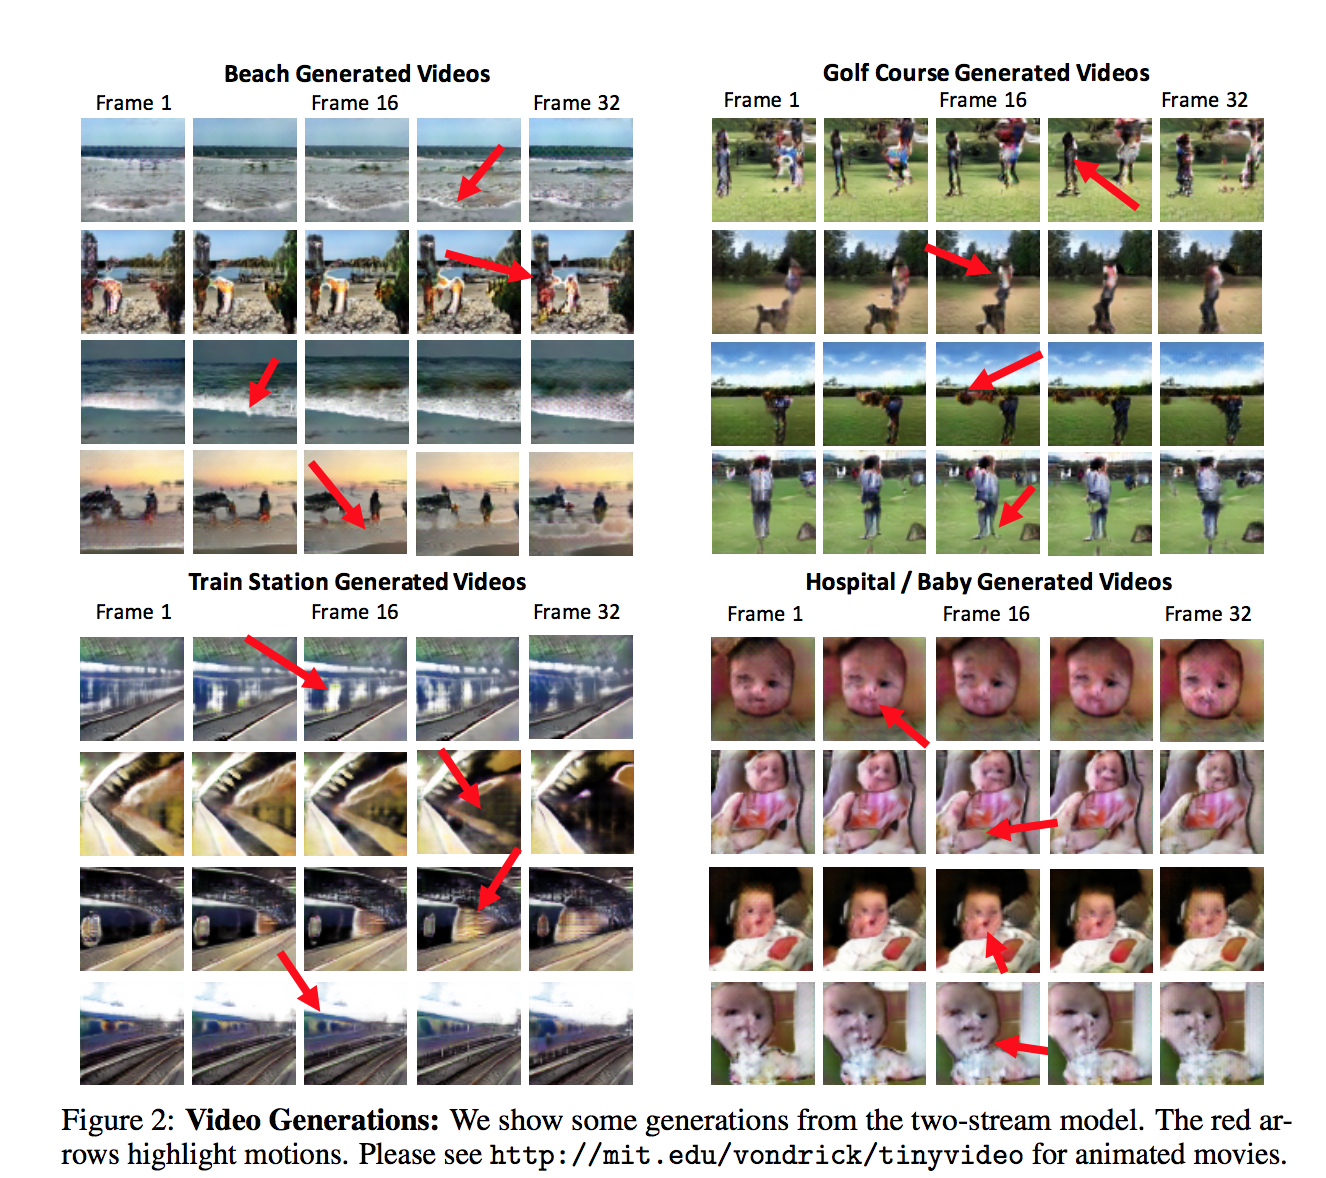 Beach Generated Videos
Frame 1 Frame 16 Frame 32
Golf Course Generated Videos
Frame 1 Frame 16 Frame 32
Train Station Generated Videos
Frame 1 Frame 16 Frame 32
Hospital / Baby Generated Videos
Frame 1 Frame 16 Frame 32
Figure 2: Video Generations: We show some generations from the two-stream model. The red ar-
rows highlight motions. Please see http://mit.edu/vondrick/tinyvideo for animated movies.